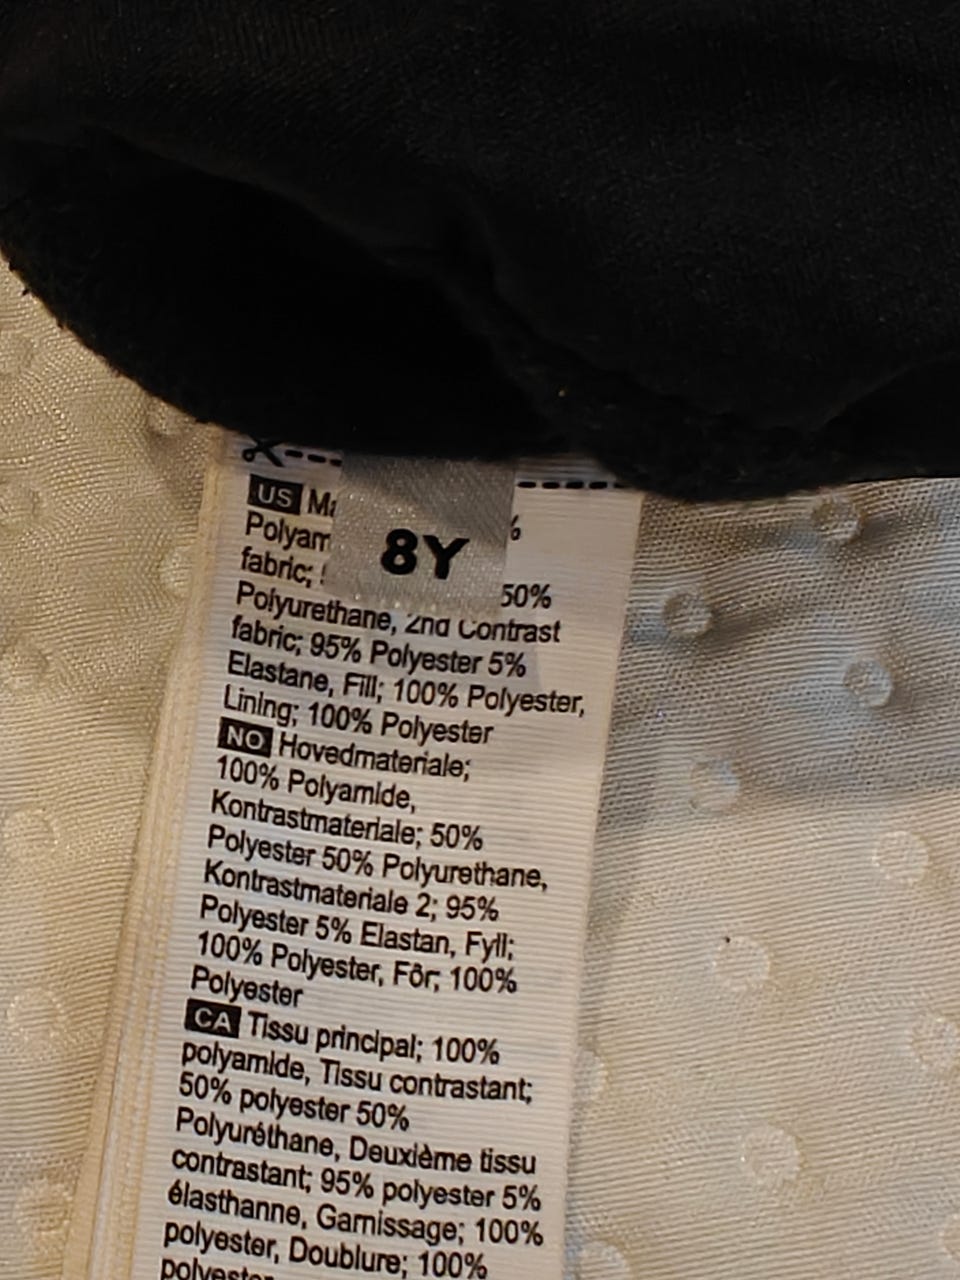 8Y
US
Polyam
fabric; 50%
Polyurethane, 2nd Contrast
fabric; 95% Polyester 5%
Elastane, Fill; 100% Polyester,
Lining; 100% Polyester
NO Hovedmateriale;
100% Polyamide,
Kontrastmateriale; 50%
Polyester 50% Polyurethane,
Kontrastmateriale 2; 95%
Polyester 5% Elastan, Fyll;
100% Polyester, Fôr; 100%
Polyester
CA Tissu principal; 100%
polyamide, Tissu contrastant;
50% polyester 50%
Polyuréthane, Deuxième tissu
contrastant; 95% polyester 5%
élasthanne, Garnissage; 100%
polyester, Doublure; 100%
polyester